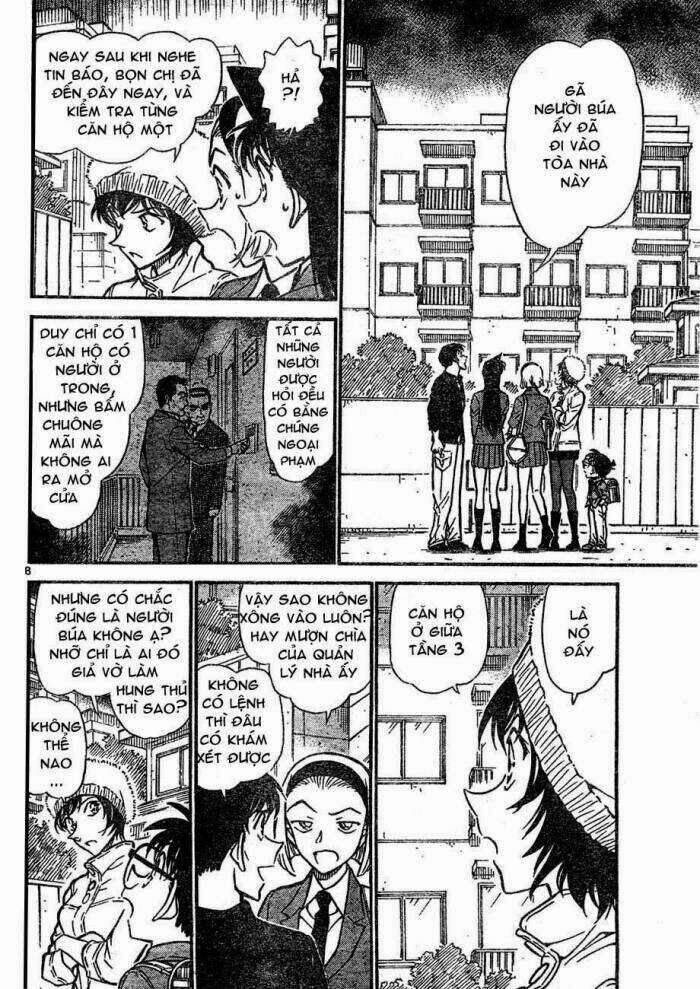 NGAY SAU KHI NGHE
TIN BÁO, BỌN CHỊ ĐÃ
ĐẾN ĐÂY NGAY, VÀ
KIỂM TRA TỪNG
CĂN HỘ MỘT
HẢ
?!
GÃ
NGƯỜI BÚA
ẤY ĐÃ
ĐI VÀO
TÒA NHÀ
NÀY
DUY CHỈ CÓ 1
CĂN HỘ CÓ
NGƯỜI Ở
TRONG,
NHƯNG BẤM
CHUÔNG
MÃI MÀ
KHÔNG AI
RA MỞ
CỬA
TẤT CẢ
NHỮNG
NGƯỜI
ĐƯỢC
HỎI ĐỀU
CÓ BẰNG
CHỨNG
NGOẠI
PHẠM
8
NHƯNG CÓ CHẮC
ĐÚNG LÀ NGƯỜI
BÚA KHÔNG Ạ?
NHỠ CHỈ LÀ AI ĐÓ
GIẢ VỜ LÀM
HUNG THỦ
THÌ SAO?
KHÔNG
THỂ
NÀO
...
VẬY SAO KHÔNG
XÔNG VÀO LUÔN?
HAY MƯỢN CHÌA
CỦA QUẢN
LÝ NHÀ ẤY
KHÔNG
CÓ LỆNH
THÌ ĐÂU
CÓ KHÁM
XÉT ĐƯỢC
CĂN HỘ
Ở GIỮA
TẦNG 3
LÀ
NÓ
ĐẤY